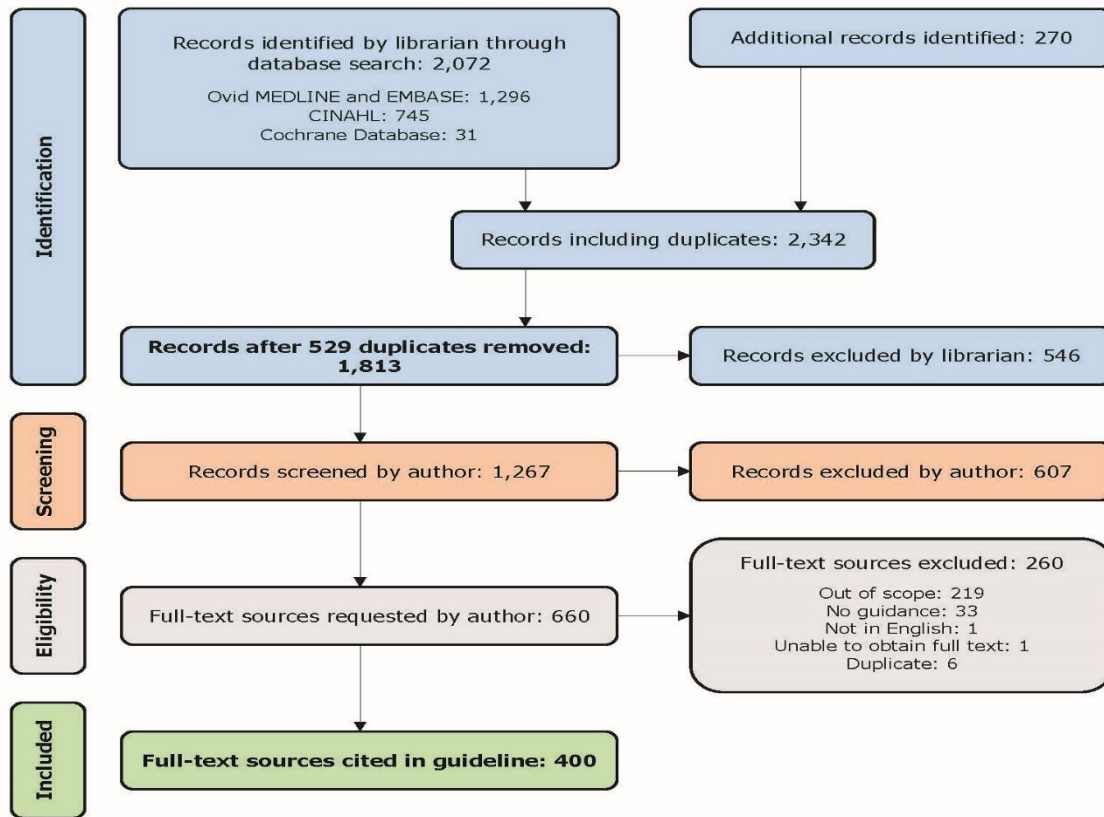 Identification
Records identified by librarian through
database search: 2,072
Ovid MEDLINE and EMBASE: 1,296
CINAHL: 745
Cochrane Database: 31
Additional records identified: 270
Records including duplicates: 2,342
Records after 529 duplicates removed:
1,813
Records excluded by librarian: 546
Screening
Records screened by author: 1,267
Records excluded by author: 607
Eligibility
Full-text sources requested by author: 660
Full-text sources excluded: 260
Out of scope: 219
No guidance: 33
Not in English: 1
Unable to obtain full text: 1
Duplicate: 6
Included
Full-text sources cited in guideline: 400